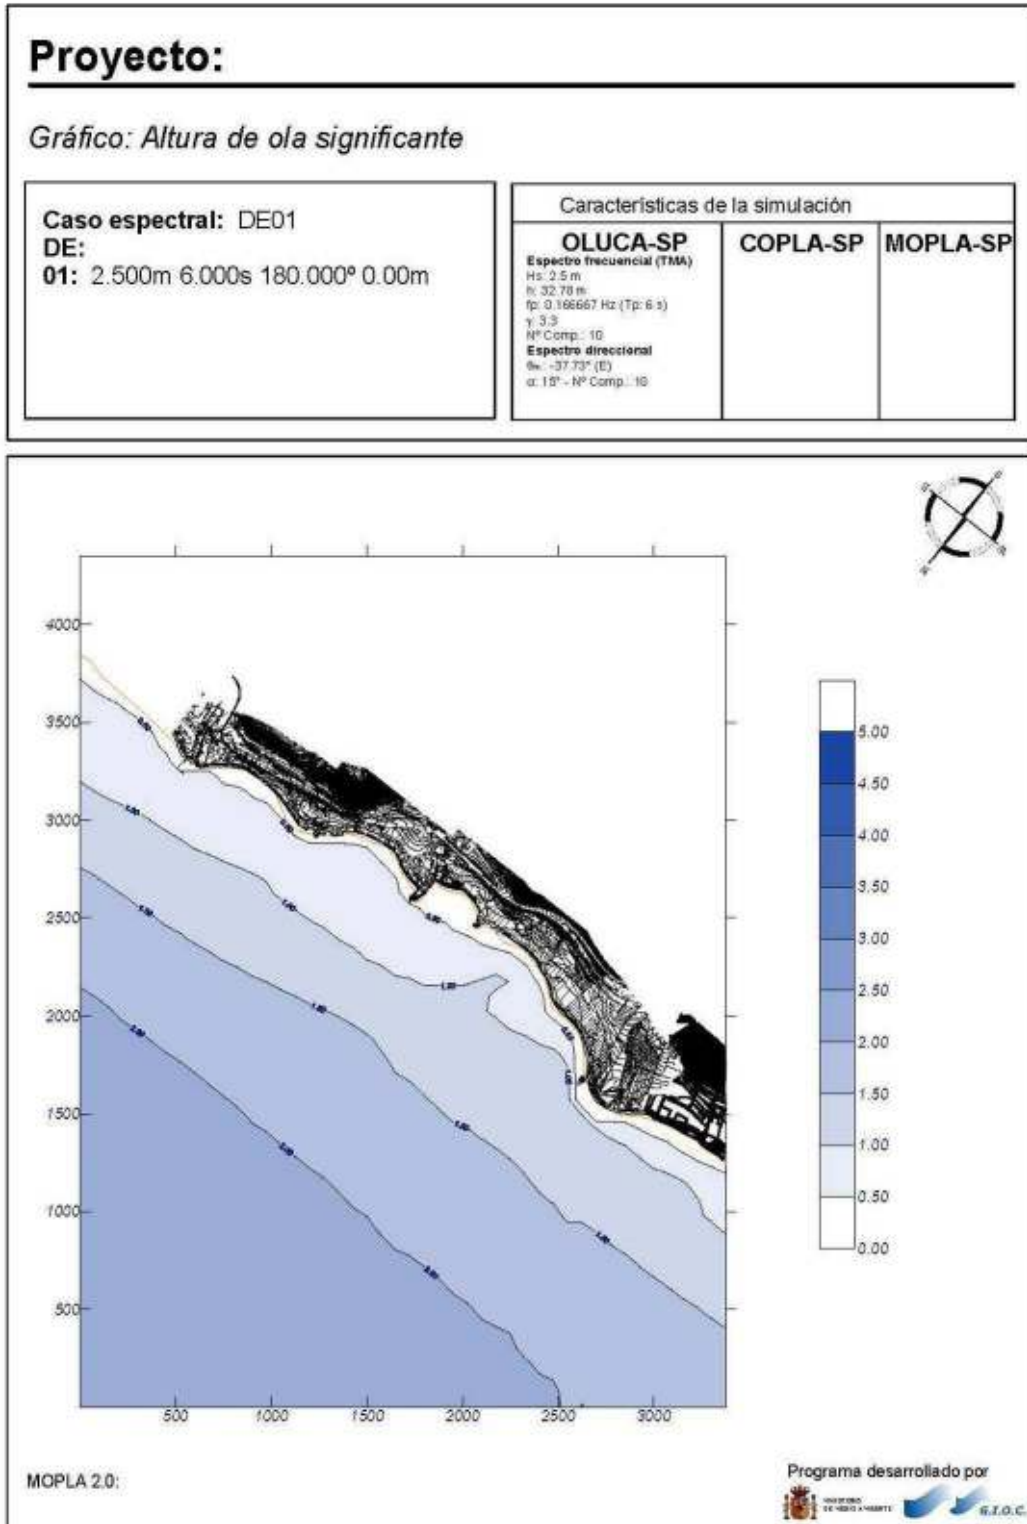 Proyecto:
Gráfico: Altura de ola significante
Caso espectral: DE01
DE:
01: 2.500m 6.000s 180.000º 0.00m
Características de la simulación
OLUCA-SP
Espectro frecuencial (TMA)
Hs: 2.5 m
h: 32.78 m
fp: 0.166667 Hz (Tp: 6 s)
γ: 3.3
Nº Comp.: 10
Espectro direccional
θm: -37.73º (E)
σ: 15º - Nº Comp.: 10
COPLA-SP
MOPLA-SP
4000
3500
3000
2500
2000
1500
1000
500
500
1000
1500
2000
2500
3000
5.00
4.50
4.00
3.50
3.00
2.50
2.00
1.50
1.00
0.50
0.00
MOPLA 2.0:
Programa desarrollado por
MINISTERIO
DE MEDIO AMBIENTE
G.I.O.C.